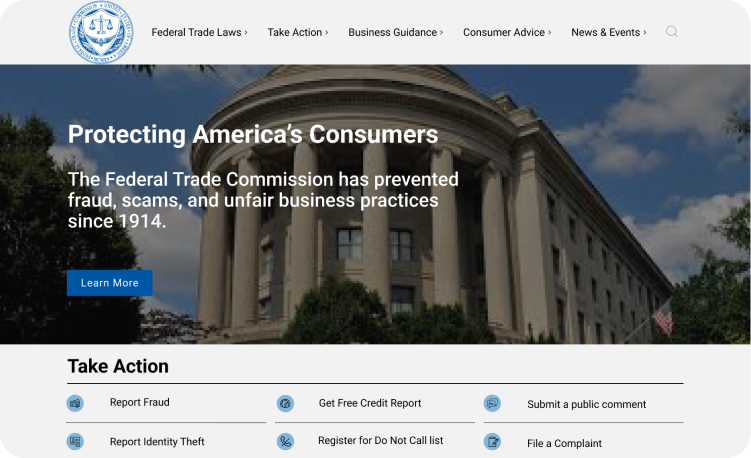 Federal Trade Laws ›
Take Action ›
Business Guidance ›
Consumer Advice ›
News & Events ›
Protecting America’s Consumers
The Federal Trade Commission has prevented
fraud, scams, and unfair business practices
since 1914.
Learn More
Take Action
Report Fraud
Get Free Credit Report
Submit a public comment
Report Identity Theft
Register for Do Not Call list
File a Complaint